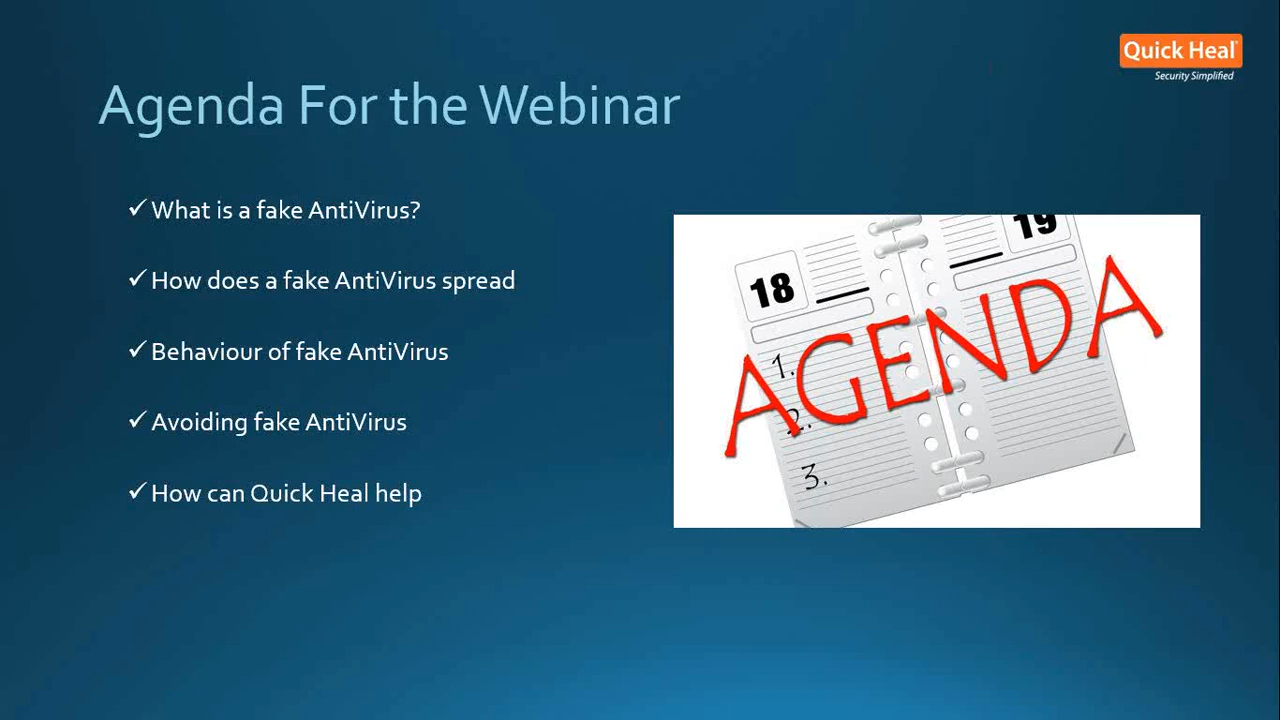 Quick Heal
Security Simplified
Agenda For the Webinar
✓ What is a fake AntiVirus?
✓ How does a fake AntiVirus spread
✓ Behaviour of fake AntiVirus
✓ Avoiding fake AntiVirus
✓ How can Quick Heal help
18
19
AGENDA
1.
2.
3.